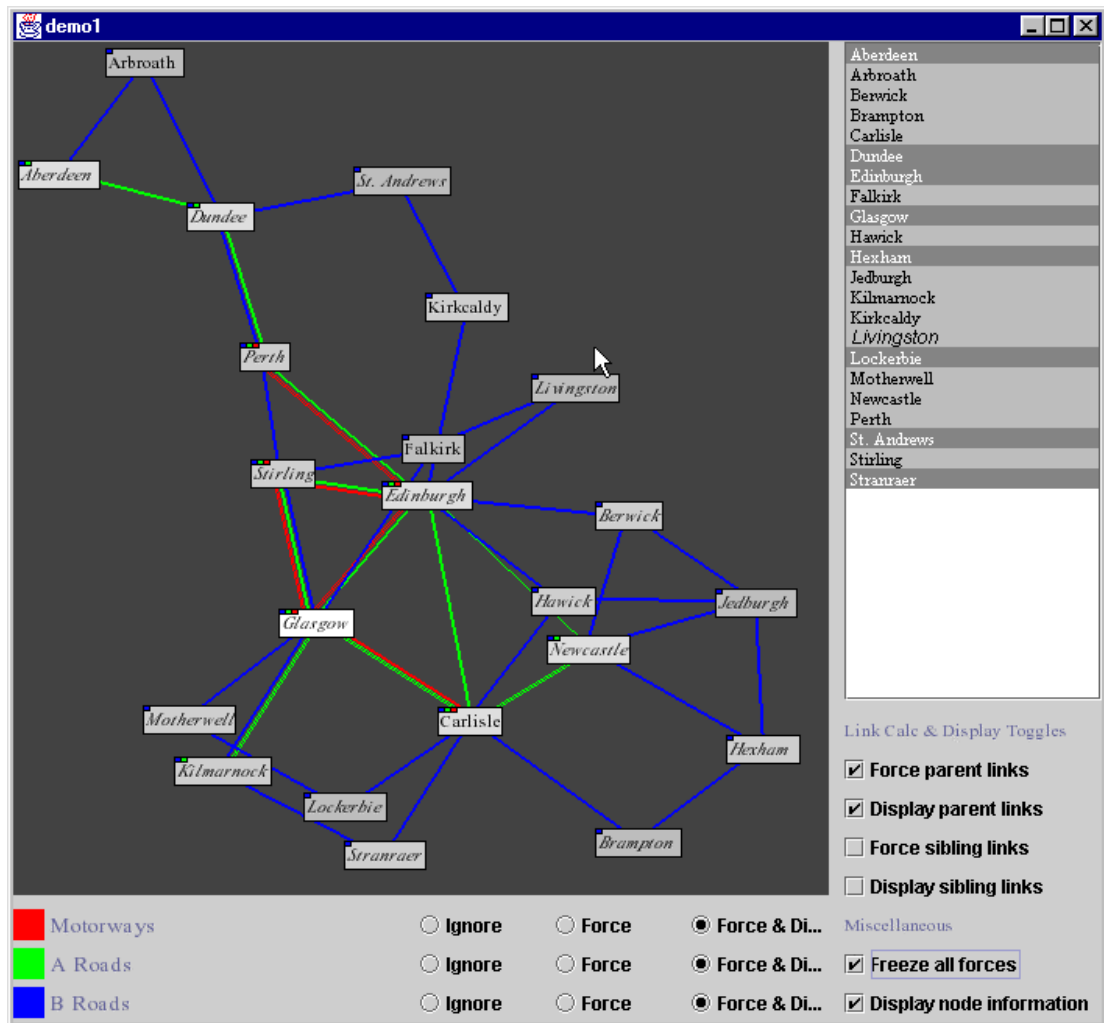 demo1
Arbroath
Aberdeen
St. Andrews
Dundee
Kirkcaldy
Perth
Livingston
Falkirk
Stirling
Edinburgh
Berwick
Hawick
Jedburgh
Glasgow
Newcastle
Motherwell
Carlisle
Hexham
Kilmarnock
Lockerbie
Brampton
Stranraer
Aberdeen
Arbroath
Berwick
Brampton
Carlisle
Dundee
Edinburgh
Falkirk
Glasgow
Hawick
Hexham
Jedburgh
Kilmarnock
Kirkcaldy
Livingston
Lockerbie
Motherwell
Newcastle
Perth
St. Andrews
Stirling
Stranraer
Link Calc & Display Toggles
Force parent links
Display parent links
Force sibling links
Display sibling links
Miscellaneous
Freeze all forces
Display node information
Motorways Ignore Force Force & Di...
A Roads Ignore Force Force & Di...
B Roads Ignore Force Force & Di...